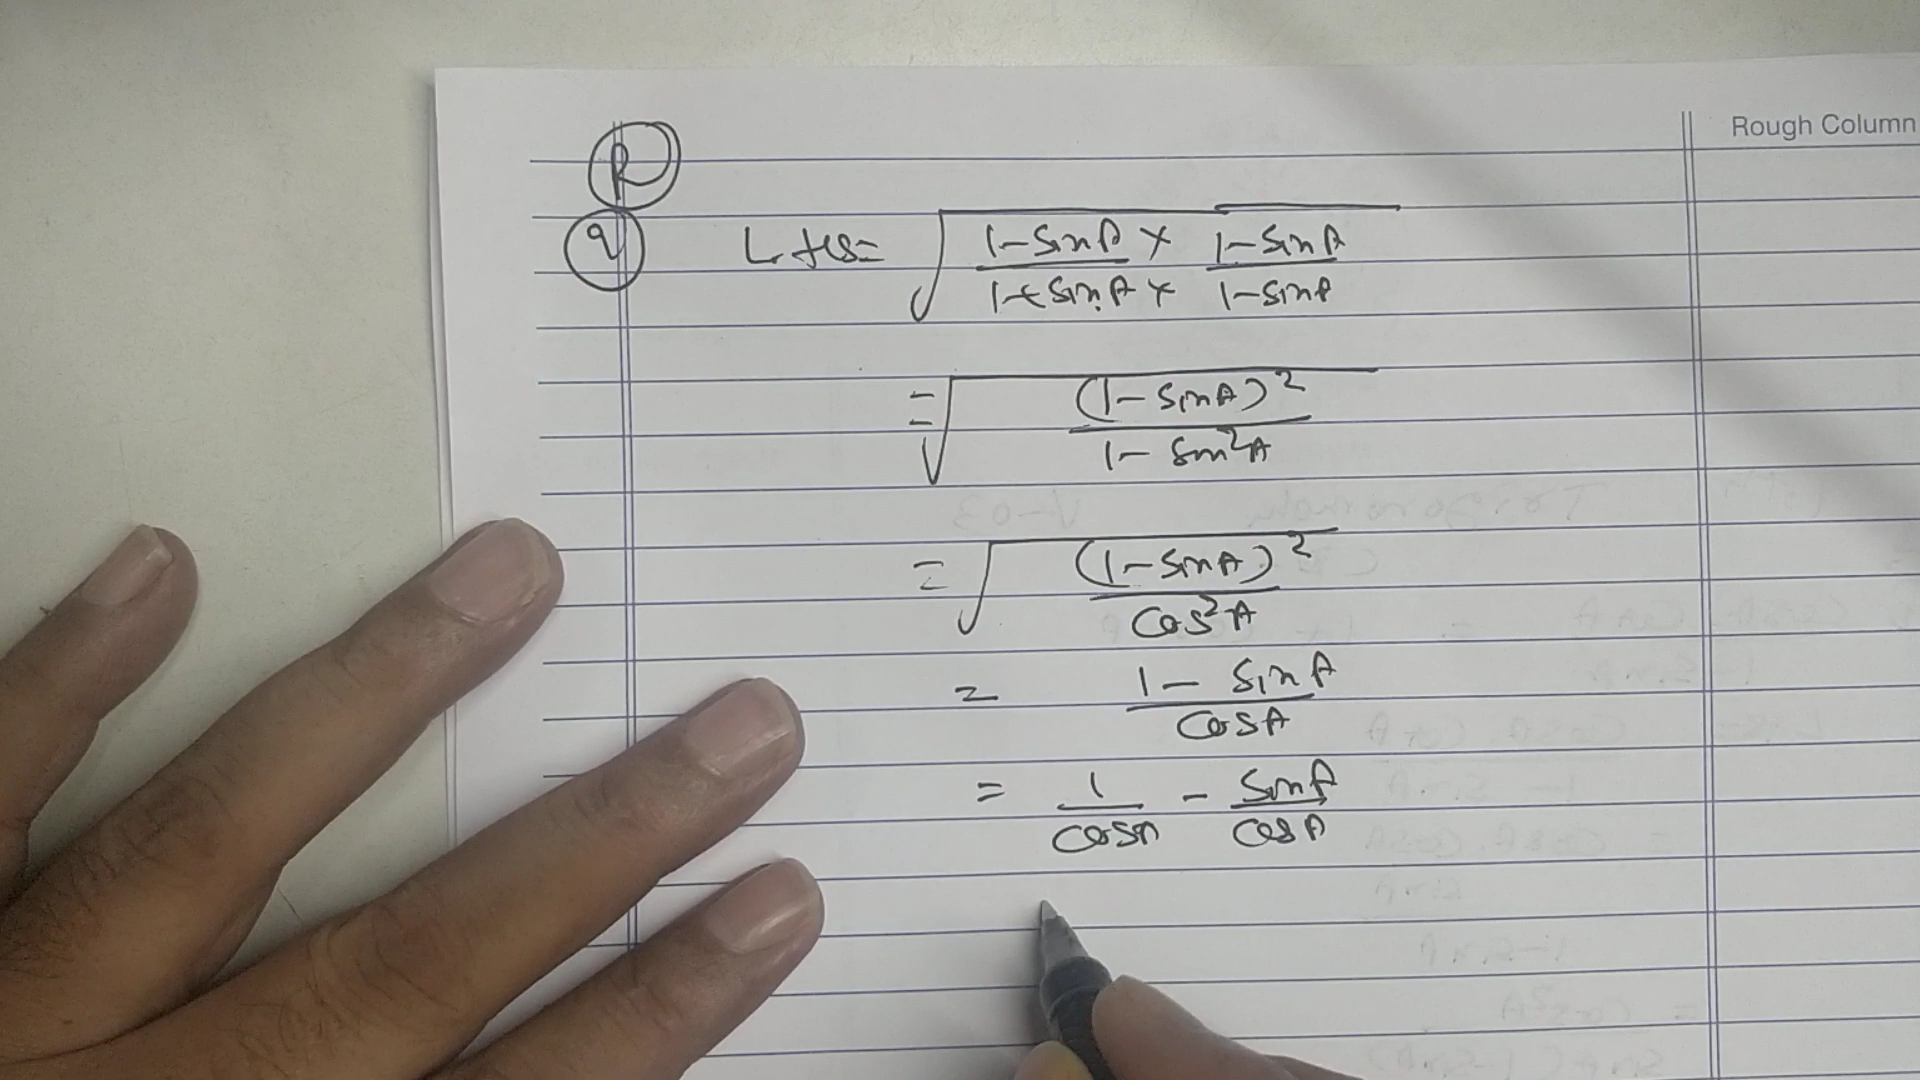 Rough Column
R
9
LHS = √((1-sinA × 1-sinA)/(1+sinA × 1-sinA))
= √((1-sinA)²/(1-sin²A))
= √((1-sinA)²/cos²A)
= (1-sinA)/cosA
= 1/cosA - sinA/cosA